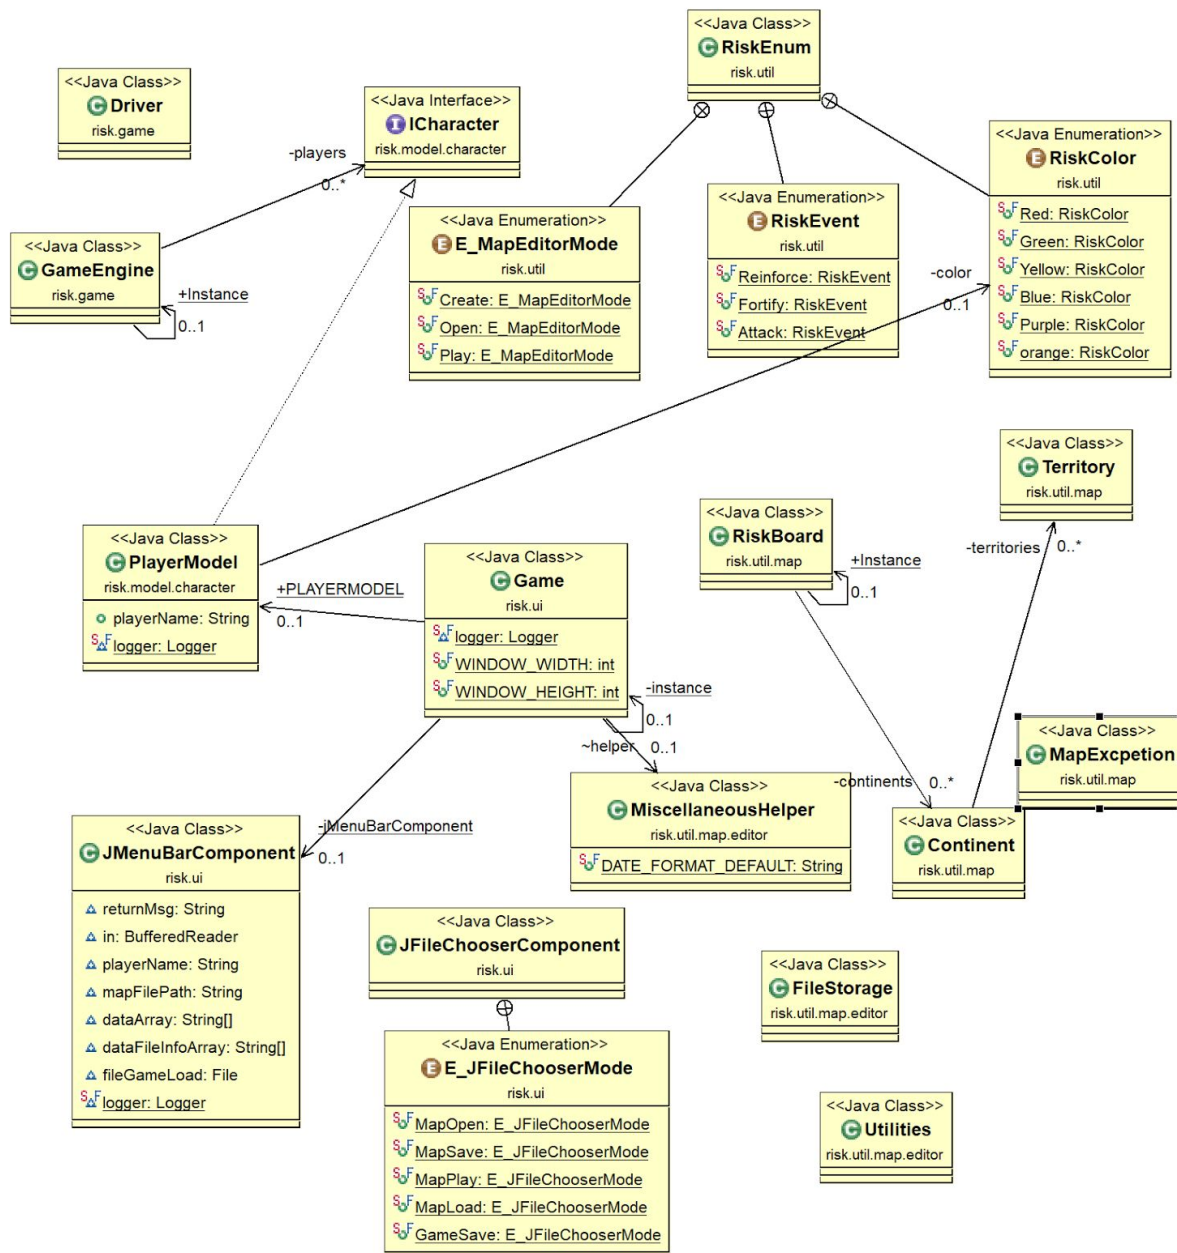 <<Java Class>>
RiskEnum
risk.util
<<Java Class>>
Driver
risk.game
<<Java Interface>>
ICharacter
risk.model.character
-players
0..*
<<Java Enumeration>>
RiskColor
risk.util
Red: RiskColor
Green: RiskColor
Yellow: RiskColor
Blue: RiskColor
Purple: RiskColor
orange: RiskColor
<<Java Enumeration>>
RiskEvent
risk.util
Reinforce: RiskEvent
Fortify: RiskEvent
Attack: RiskEvent
<<Java Enumeration>>
E_MapEditorMode
risk.util
Create: E_MapEditorMode
Open: E_MapEditorMode
Play: E_MapEditorMode
<<Java Class>>
GameEngine
risk.game
+Instance
0..1
-color
0..1
<<Java Class>>
Territory
risk.util.map
<<Java Class>>
RiskBoard
risk.util.map
+Instance
0..1
-territories
0..*
<<Java Class>>
PlayerModel
risk.model.character
playerName: String
logger: Logger
+PLAYERMODEL
0..1
<<Java Class>>
Game
risk.ui
logger: Logger
WINDOW_WIDTH: int
WINDOW_HEIGHT: int
-instance
0..1
~helper
0..1
<<Java Class>>
MapExcpetion
risk.util.map
-continents
0..*
<<Java Class>>
MiscellaneousHelper
risk.util.map.editor
DATE_FORMAT_DEFAULT: String
<<Java Class>>
Continent
risk.util.map
-jMenuBarComponent
0..1
<<Java Class>>
JMenuBarComponent
risk.ui
returnMsg: String
in: BufferedReader
playerName: String
mapFilePath: String
dataArray: String[]
dataFileInfoArray: String[]
fileGameLoad: File
logger: Logger
<<Java Class>>
JFileChooserComponent
risk.ui
<<Java Class>>
FileStorage
risk.util.map.editor
<<Java Enumeration>>
E_JFileChooserMode
risk.ui
MapOpen: E_JFileChooserMode
MapSave: E_JFileChooserMode
MapPlay: E_JFileChooserMode
MapLoad: E_JFileChooserMode
GameSave: E_JFileChooserMode
<<Java Class>>
Utilities
risk.util.map.editor